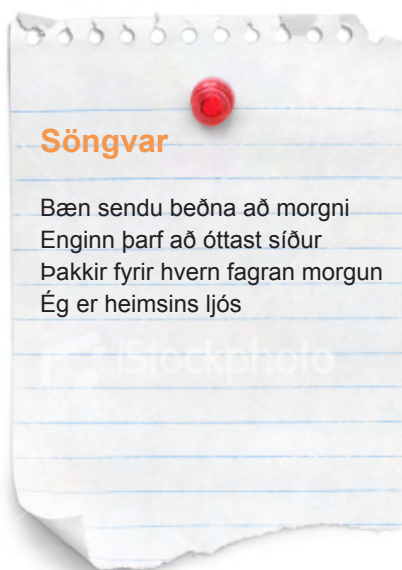 Söngvar
Bæn sendu beðna að morgni
Enginn þarf að óttast síður
Þakkir fyrir hvern fagran morgun
Ég er heimsins ljós
iStockphoto